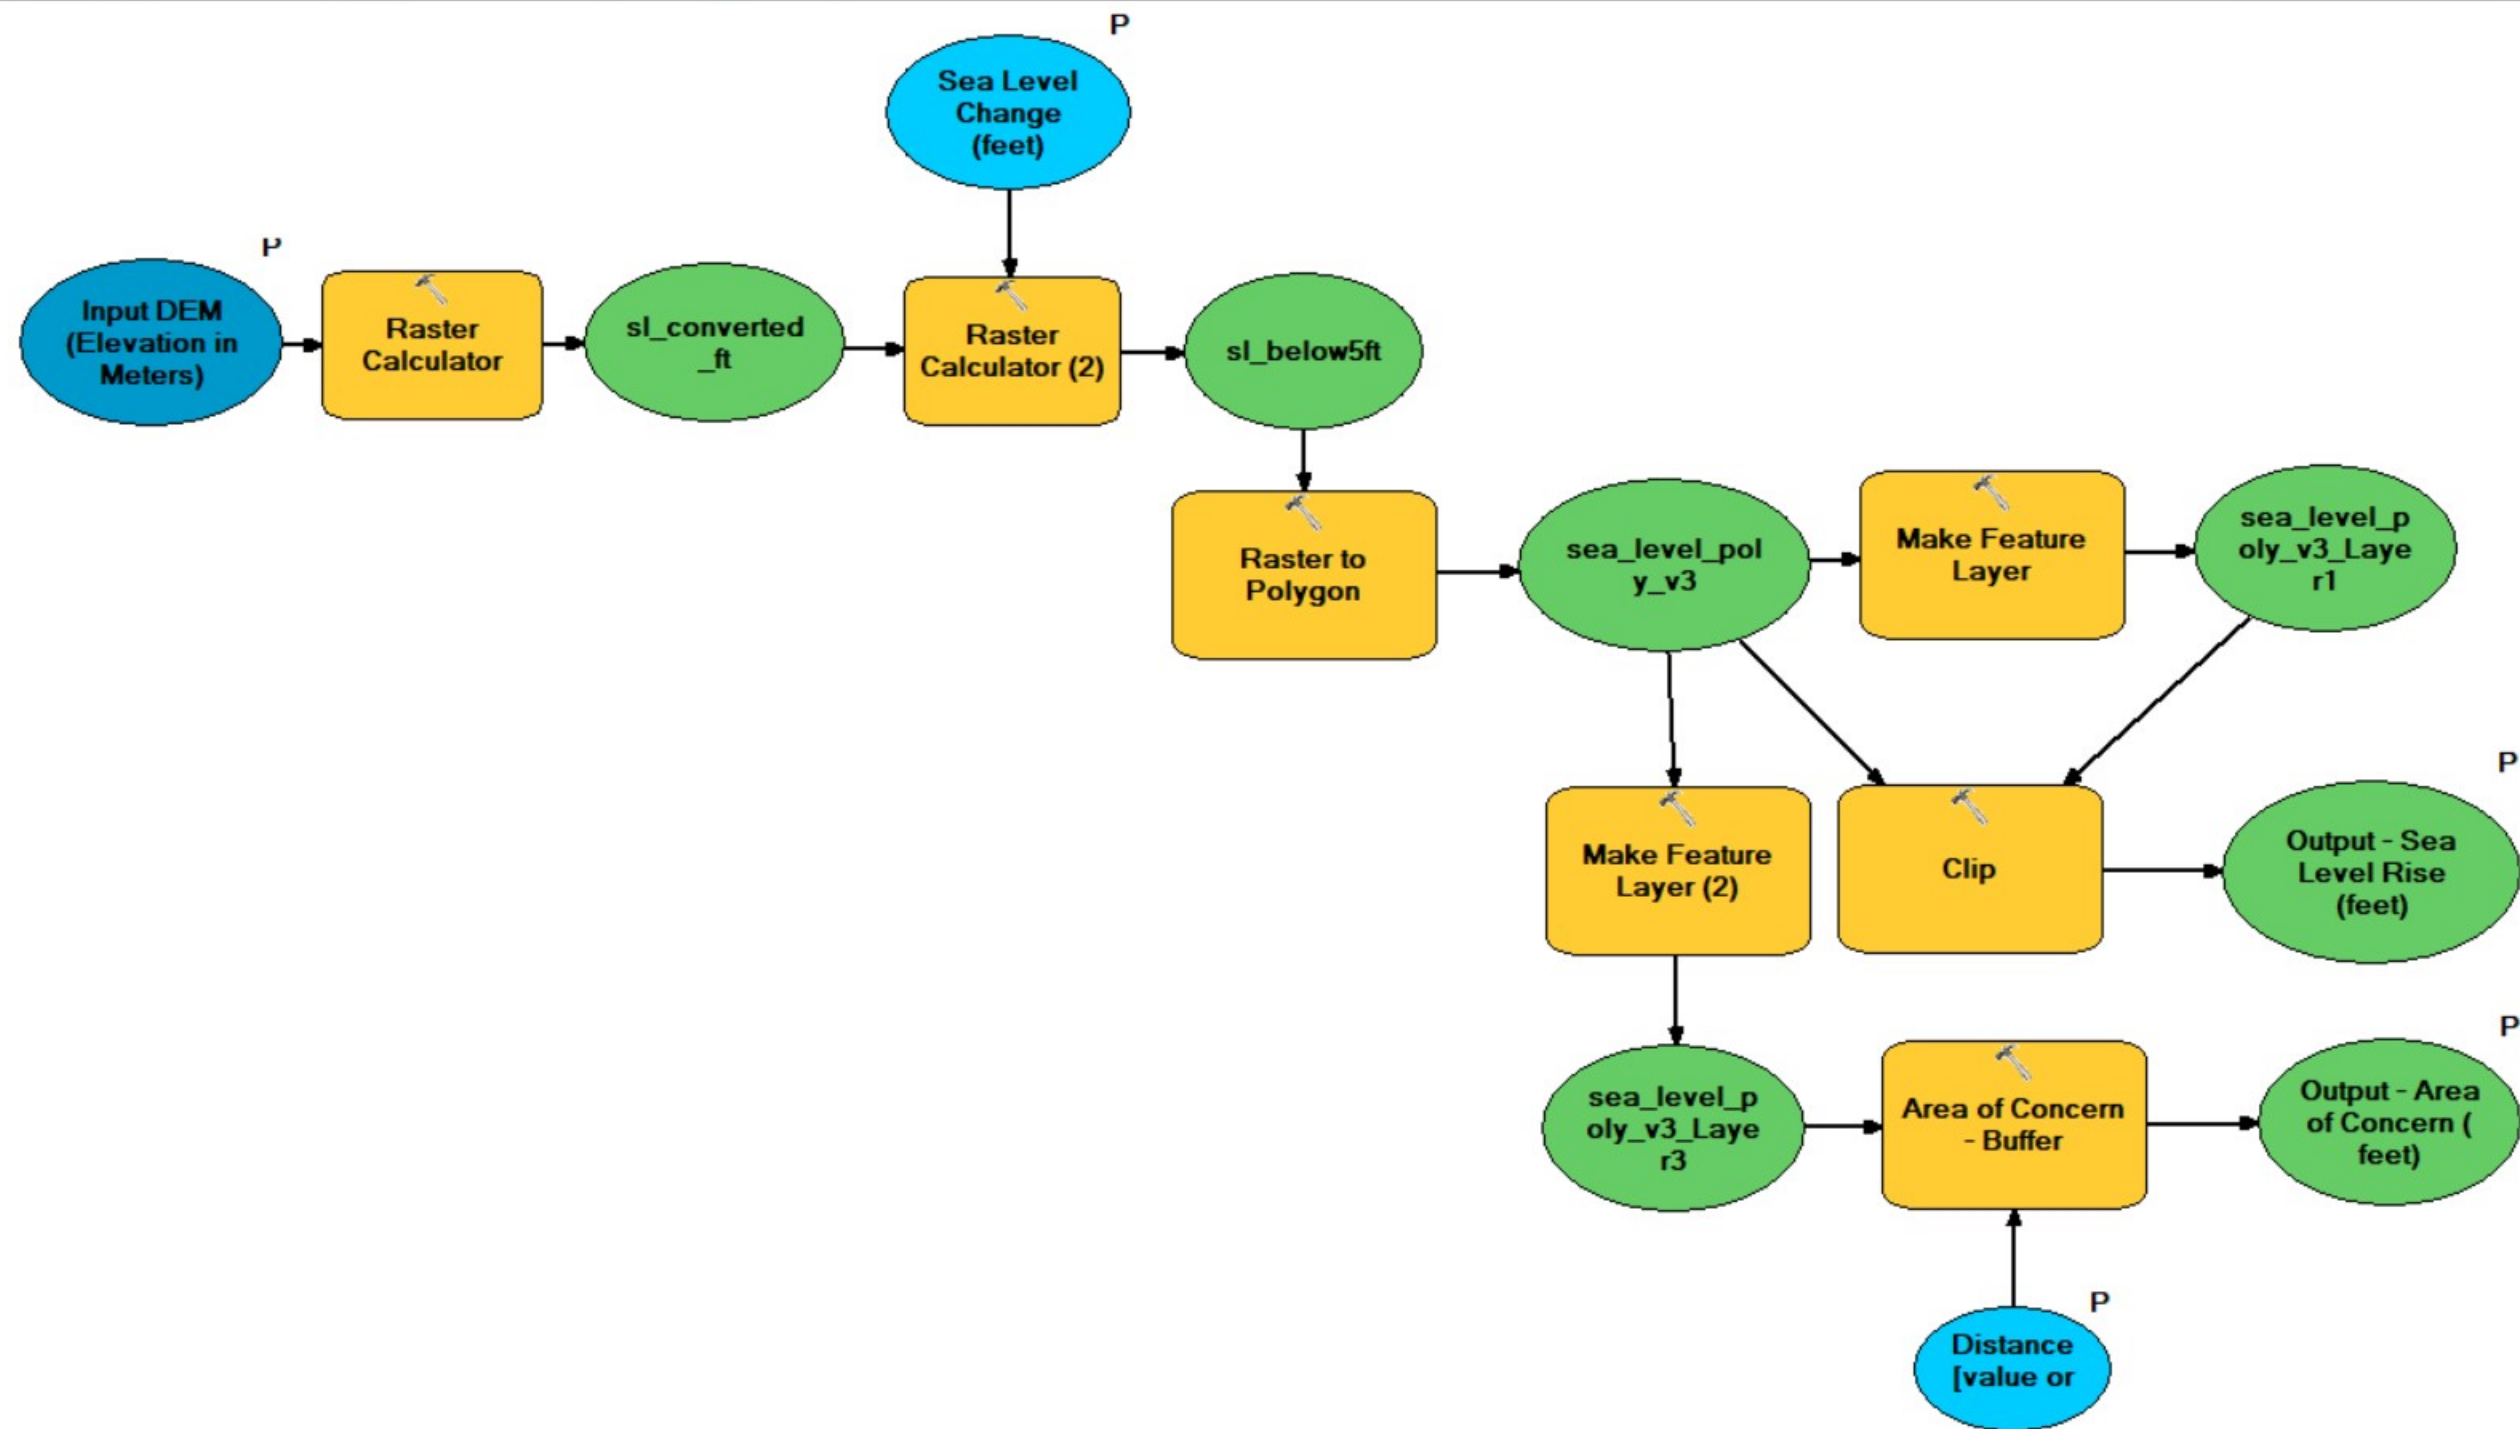 P
Sea Level
Change
(feet)
P
Input DEM
(Elevation in
Meters)
Raster
Calculator
sl_converted
_ft
Raster
Calculator (2)
sl_below5ft
Raster to
Polygon
sea_level_pol
y_v3
Make Feature
Layer
sea_level_p
oly_v3_Laye
r1
Make Feature
Layer (2)
Clip
P
Output - Sea
Level Rise
(feet)
sea_level_p
oly_v3_Laye
r3
Area of Concern
- Buffer
P
Output - Area
of Concern (
feet)
P
Distance
[value or